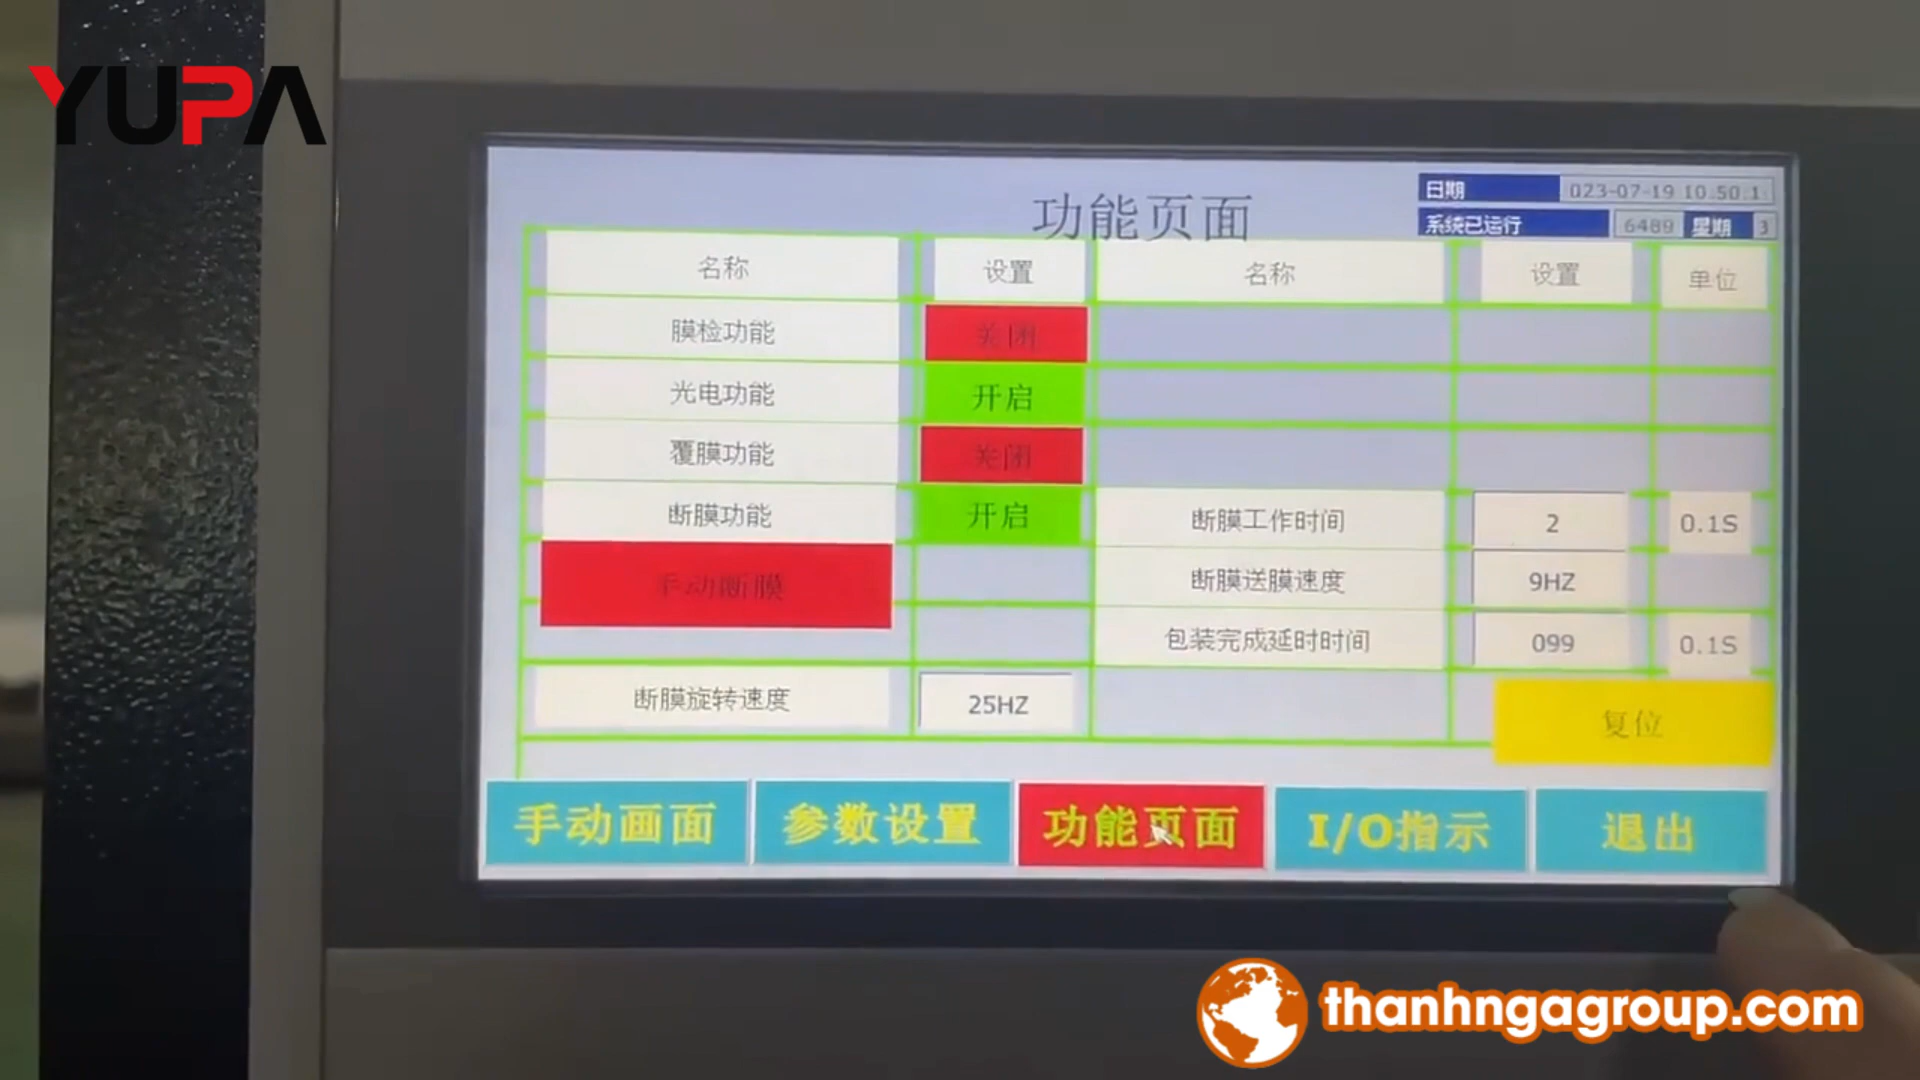 YUPA
功能页面
日期 023-07-19 10:50:1
系统已运行 6489 星期 3
名称 设置 名称 设置 单位
膜检功能 关闭
光电功能 开启
覆膜功能 关闭
断膜功能 开启 断膜工作时间 2 0.1S
手动断膜 断膜送膜速度 9HZ
包装完成延时时间 099 0.1S
断膜旋转速度 25HZ
复位
手动画面 参数设置 功能页面 I/O指示 退出
thanhngagroup.com